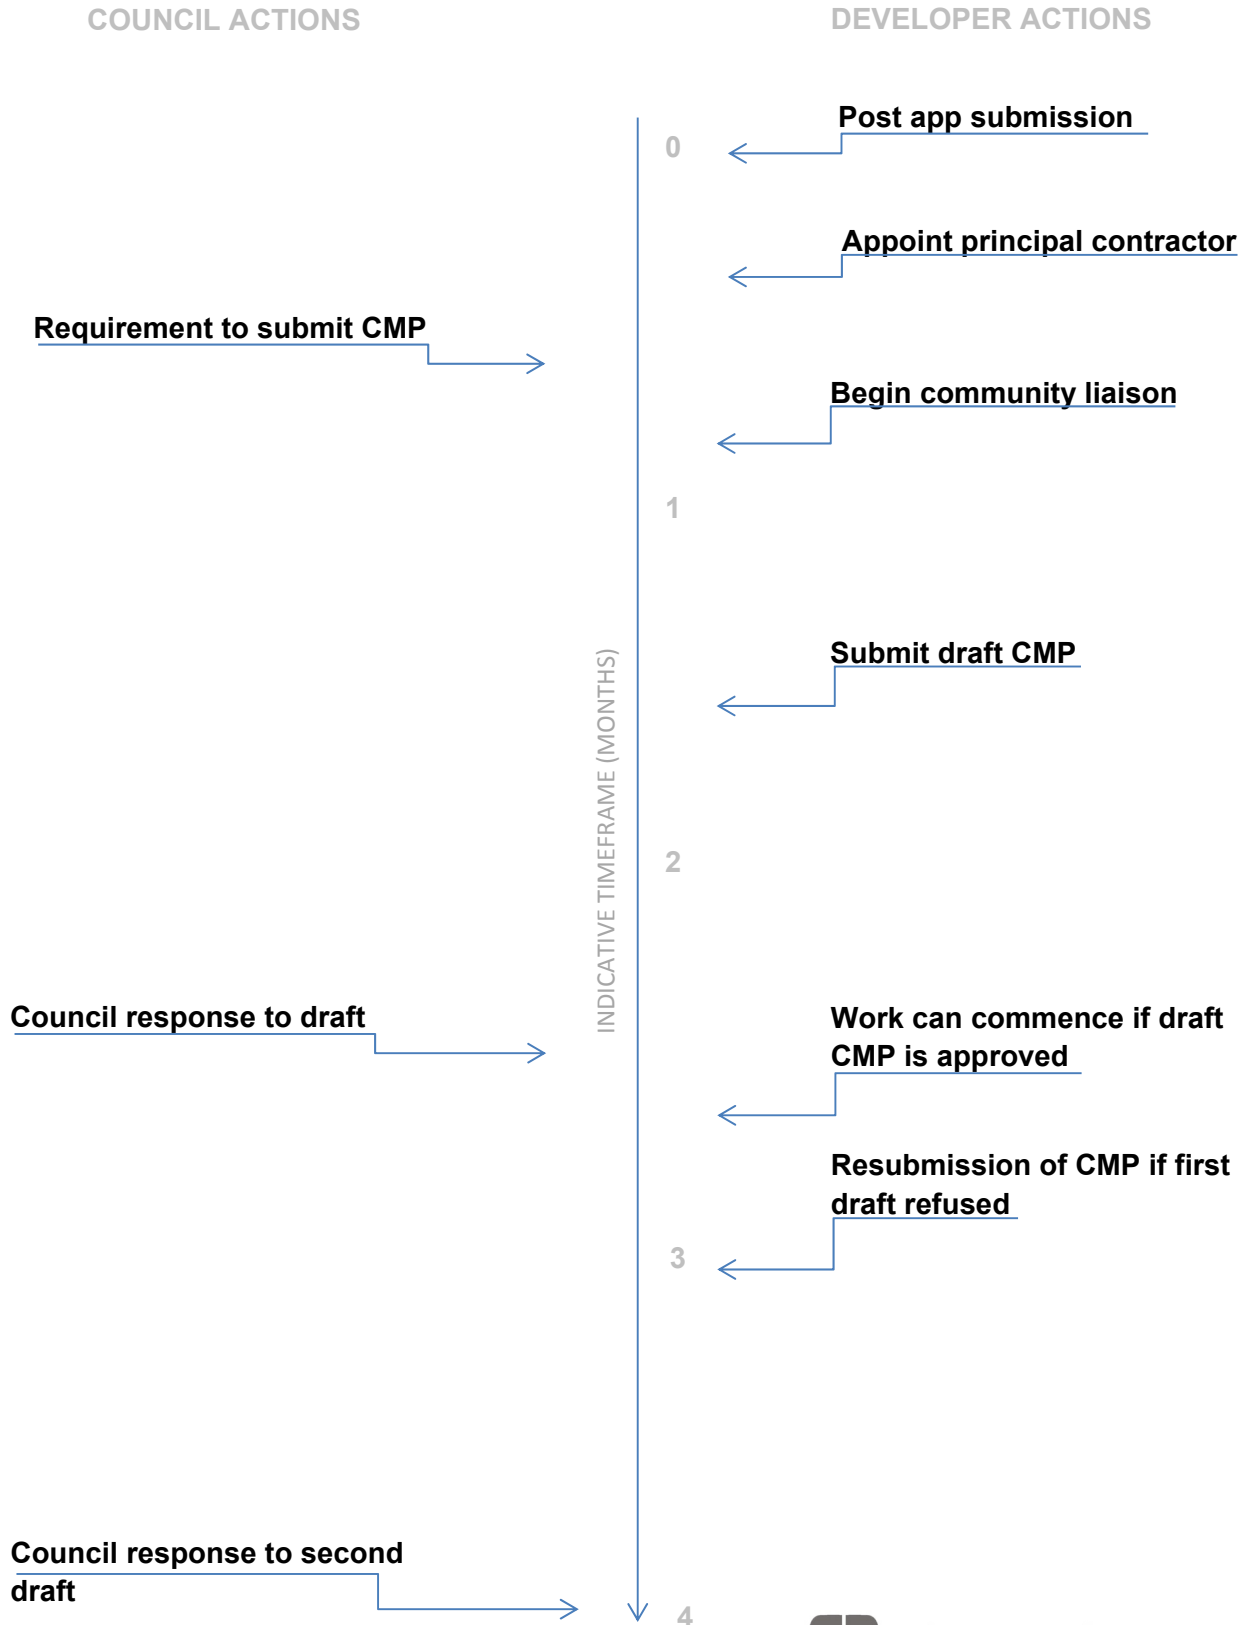 COUNCIL ACTIONS
DEVELOPER ACTIONS
Post app submission
0
Appoint principal contractor
Requirement to submit CMP
Begin community liaison
1
Submit draft CMP
INDICATIVE TIMEFRAME (MONTHS)
2
Council response to draft
Work can commence if draft
CMP is approved
Resubmission of CMP if first
draft refused
3
Council response to second
draft
4